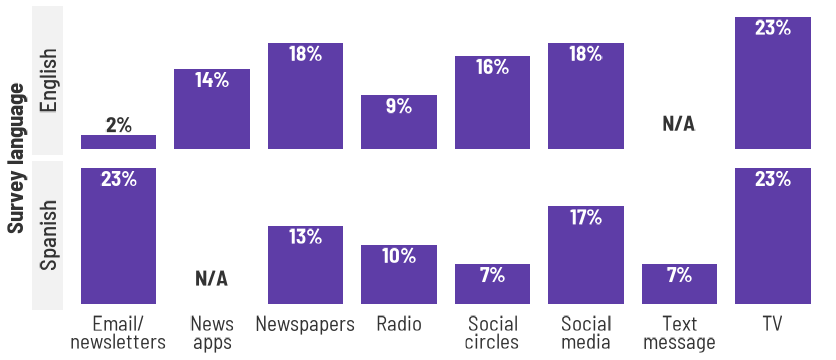 Survey language
English
2%
14%
18%
9%
16%
18%
N/A
23%
Spanish
23%
N/A
13%
10%
7%
17%
7%
23%
Email/
newsletters
News
apps
Newspapers
Radio
Social
circles
Social
media
Text
message
TV